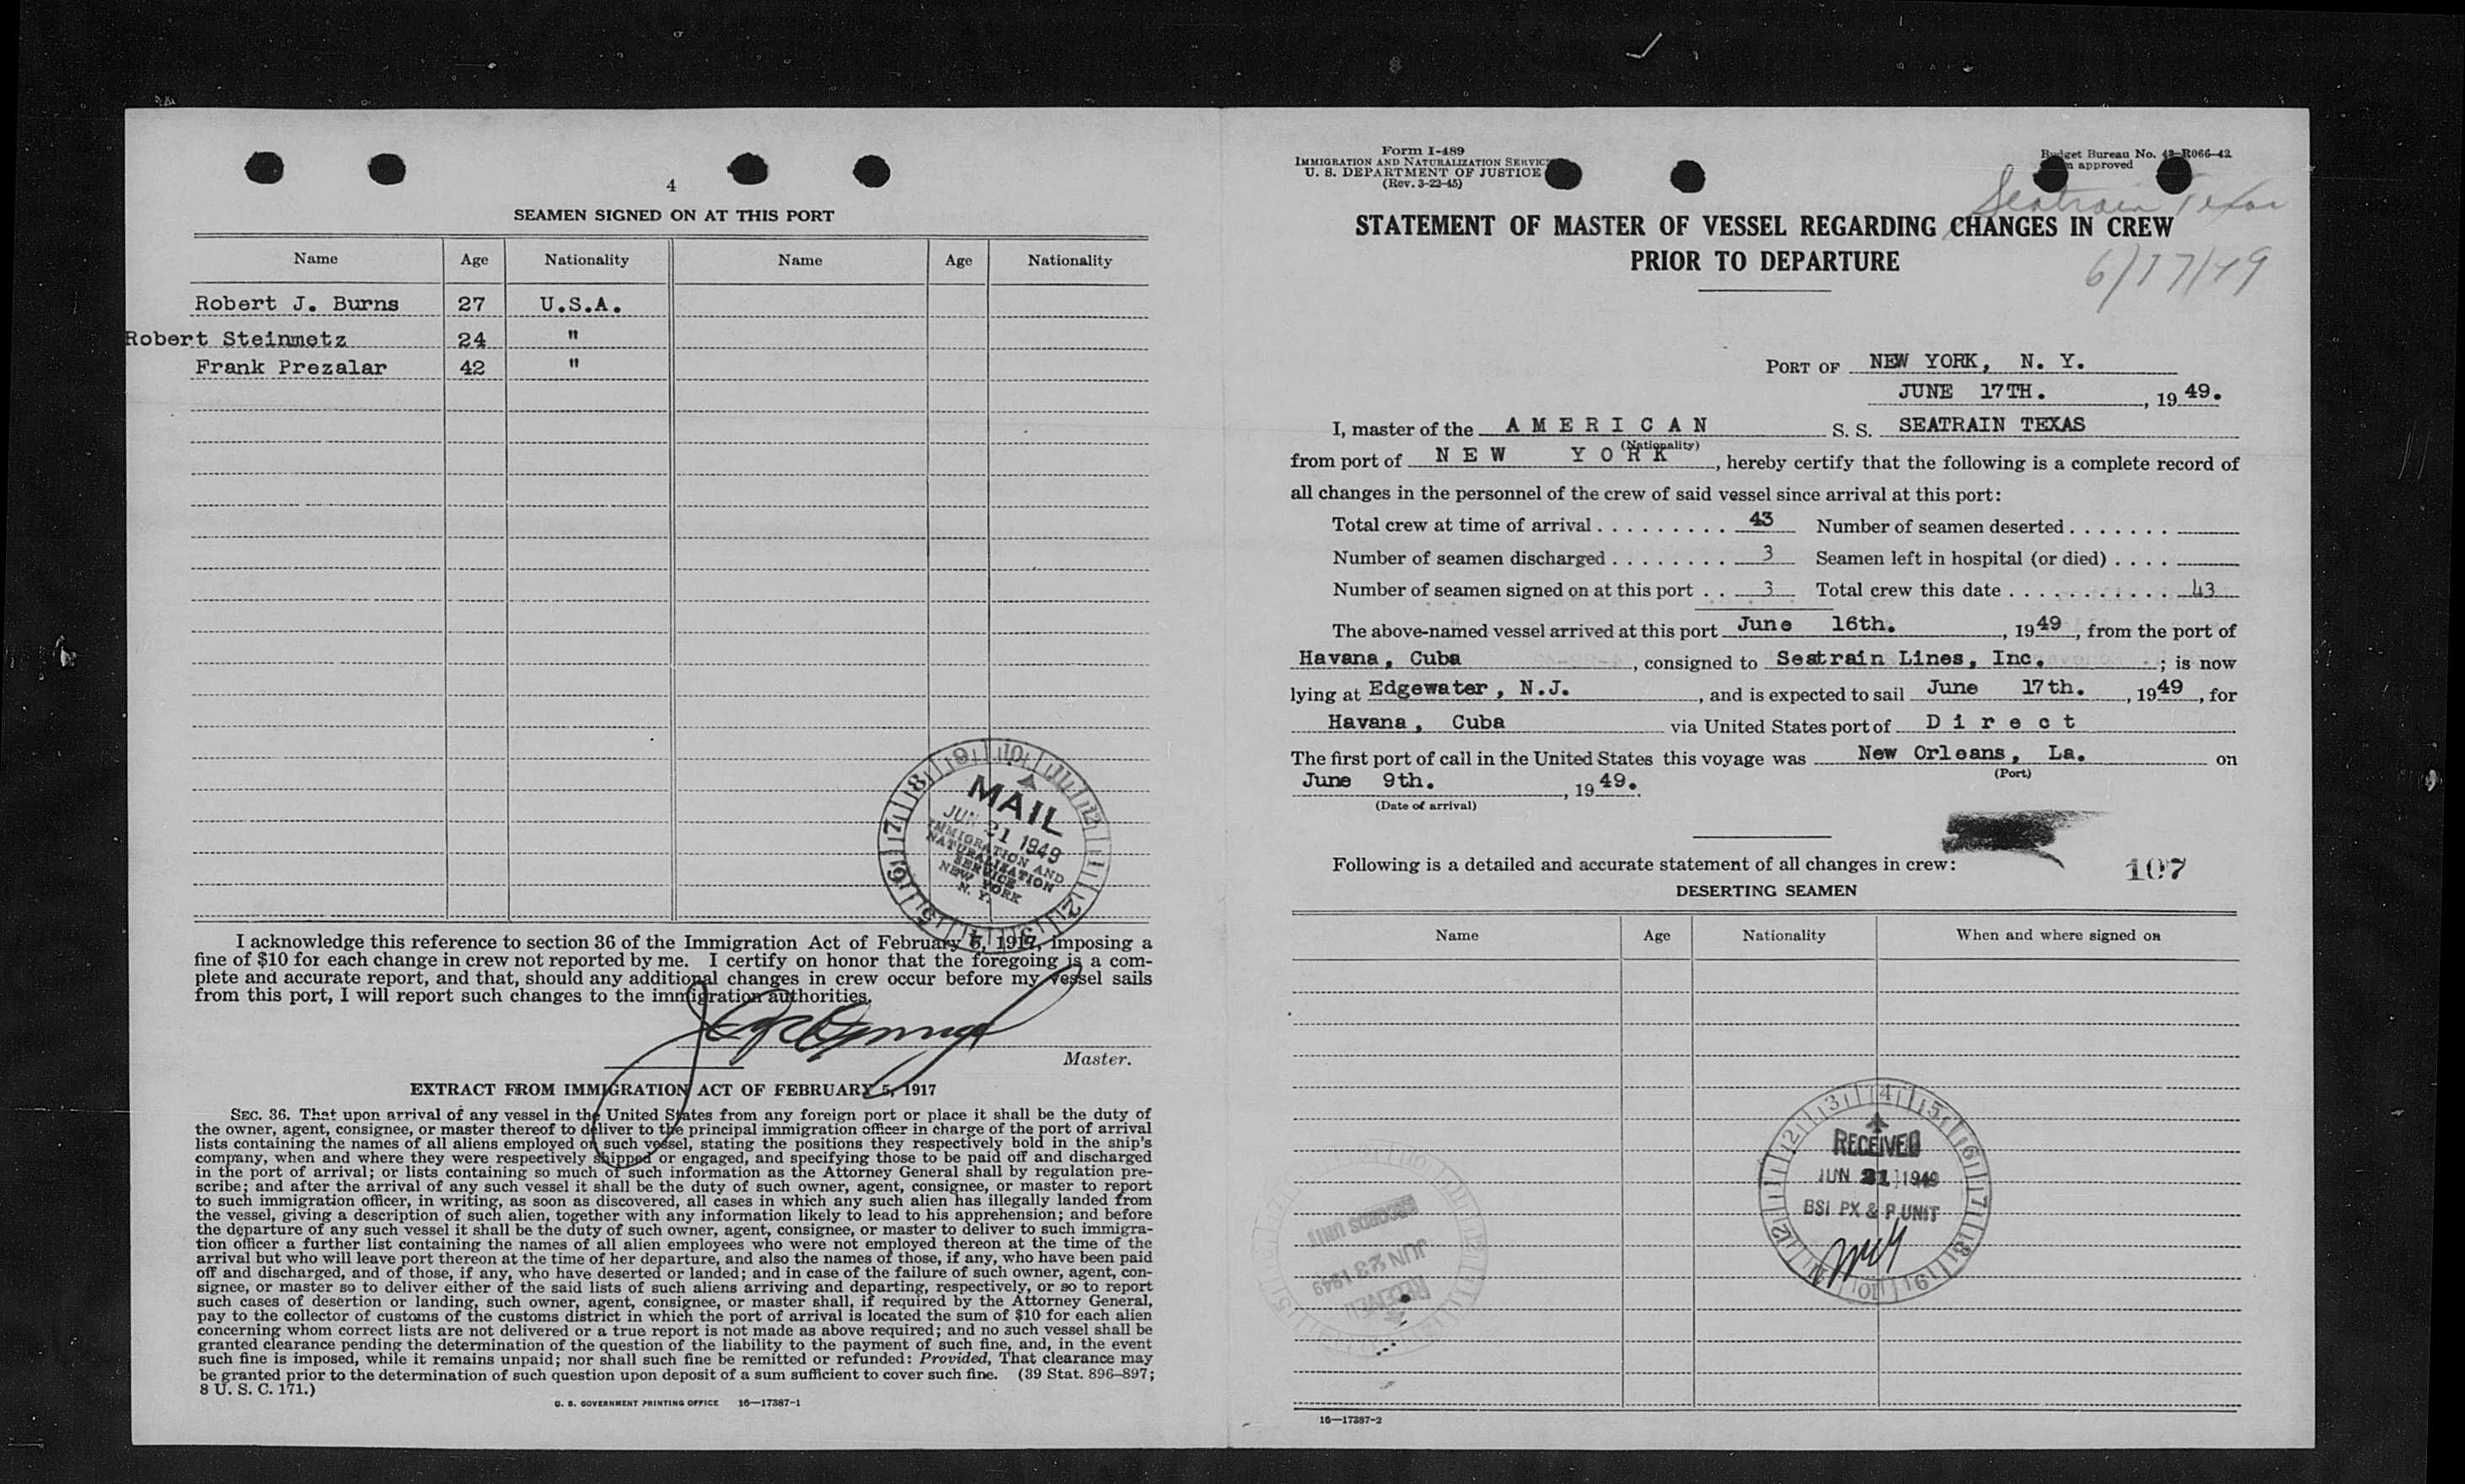 4
SEAMEN SIGNED ON AT THIS PORT
Name Age Nationality Name Age Nationality
Robert J. Burns 27 U.S.A.
Robert Steinmetz 24 "
Frank Prezalar 42 "
MAIL
JUN 21 1949
IMMIGRATION AND
NATURALIZATION
SERVICE
NEW YORK
N. Y.
I acknowledge this reference to section 36 of the Immigration Act of February 5, 1917, imposing a
fine of $10 for each change in crew not reported by me. I certify on honor that the foregoing is a com-
plete and accurate report, and that, should any additional changes in crew occur before my vessel sails
from this port, I will report such changes to the immigration authorities.
Master.
EXTRACT FROM IMMIGRATION ACT OF FEBRUARY 5, 1917
SEC. 36. That upon arrival of any vessel in the United States from any foreign port or place it shall be the duty of
the owner, agent, consignee, or master thereof to deliver to the principal immigration officer in charge of the port of arrival
lists containing the names of all aliens employed on such vessel, stating the positions they respectively hold in the ship's
company, when and where they were respectively shipped or engaged, and specifying those to be paid off and discharged
in the port of arrival; or lists containing so much of such information as the Attorney General shall by regulation pre-
scribe; and after the arrival of any such vessel it shall be the duty of such owner, agent, consignee, or master to report
to such immigration officer, in writing, as soon as discovered, all cases in which any such alien has illegally landed from
the vessel, giving a description of such alien, together with any information likely to lead to his apprehension; and before
the departure of any such vessel it shall be the duty of such owner, agent, consignee, or master to deliver to such immigra-
tion officer a further list containing the names of all alien employees who were not employed thereon at the time of the
arrival but who will leave port thereon at the time of her departure, and also the names of those, if any, who have been paid
off and discharged, and of those, if any, who have deserted or landed; and in case of the failure of such owner, agent, con-
signee, or master so to deliver either of the said lists of such aliens arriving and departing, respectively, or so to report
such cases of desertion or landing, such owner, agent, consignee, or master shall, if required by the Attorney General,
pay to the collector of customs of the customs district in which the port of arrival is located the sum of $10 for each alien
concerning whom correct lists are not delivered or a true report is not made as above required; and no such vessel shall be
granted clearance pending the determination of the question of the liability to the payment of such fine, and, in the event
such fine is imposed, while it remains unpaid; nor shall such fine be remitted or refunded: Provided, That clearance may
be granted prior to the determination of such question upon deposit of a sum sufficient to cover such fine. (39 Stat. 896–897;
8 U. S. C. 171.)
U. S. GOVERNMENT PRINTING OFFICE 16—17387-1
Form I-489
IMMIGRATION AND NATURALIZATION SERVICE
U. S. DEPARTMENT OF JUSTICE
(Rev. 3-22-45)
Budget Bureau No. 43-R066-42
approved
Seatrain Texas
6/17/49
STATEMENT OF MASTER OF VESSEL REGARDING CHANGES IN CREW
PRIOR TO DEPARTURE
PORT OF NEW YORK, N. Y.
JUNE 17TH. , 19 49.
I, master of the A M E R I C A N S. S. SEATRAIN TEXAS
(Nationality)
from port of N E W Y O R K , hereby certify that the following is a complete record of
all changes in the personnel of the crew of said vessel since arrival at this port:
Total crew at time of arrival . . . . . . . . . 43 Number of seamen deserted . . . . . . .
Number of seamen discharged . . . . . . . . 3 Seamen left in hospital (or died) . . . .
Number of seamen signed on at this port . . 3 Total crew this date . . . . . . . . . . . 43
The above-named vessel arrived at this port June 16th. , 19 49 , from the port of
Havana, Cuba , consigned to Seatrain Lines, Inc. ; is now
lying at Edgewater, N.J. , and is expected to sail June 17th. , 19 49 , for
Havana, Cuba via United States port of D i r e c t
The first port of call in the United States this voyage was New Orleans, La. on
(Port)
June 9th. , 19 49.
(Date of arrival)
Following is a detailed and accurate statement of all changes in crew:
107
DESERTING SEAMEN
Name Age Nationality When and where signed on
RECEIVED
JUN 21 1949
BSI PX & P UNIT
RECORDS UNIT
JUN 23 1949
RECEIVED
16—17387-2